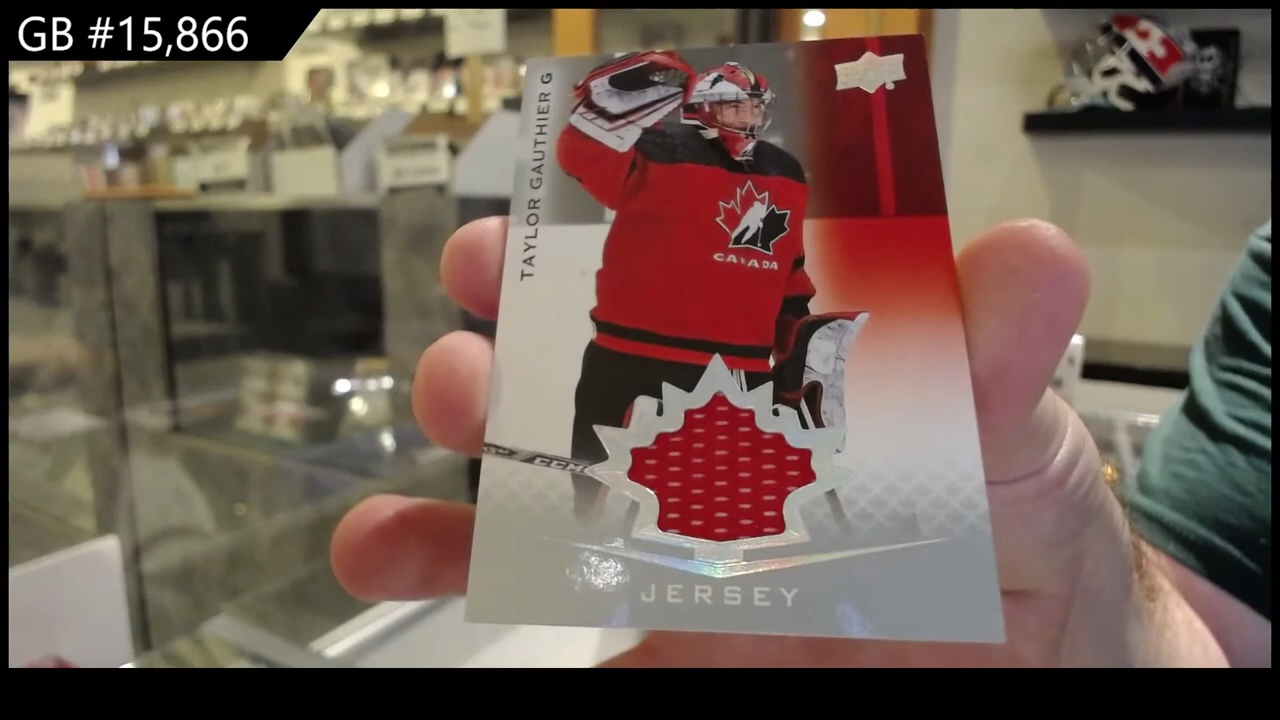 GB #15,866
TAYLOR GAUTHIER G
CANADA
CCM
JERSEY